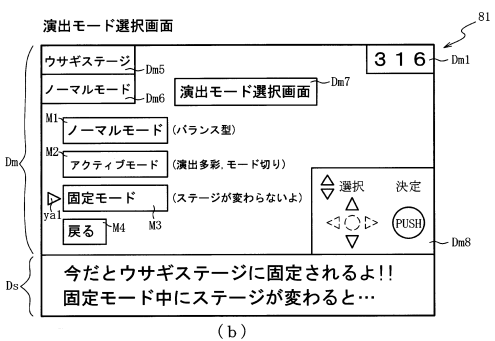 演出モード選択画面
81
ウサギステージ
Dm5
3 1 6
Dm1
ノーマルモード
Dm6
演出モード選択画面
Dm7
M1
ノーマルモード
(バランス型)
M2
アクティブモード
(演出多彩,モード切り)
Dm
固定モード
(ステージが変わらないよ)
ya1
M3
戻る
M4
選択
決定
PUSH
Dm8
Ds
今だとウサギステージに固定されるよ!!
固定モード中にステージが変わると…
(b)